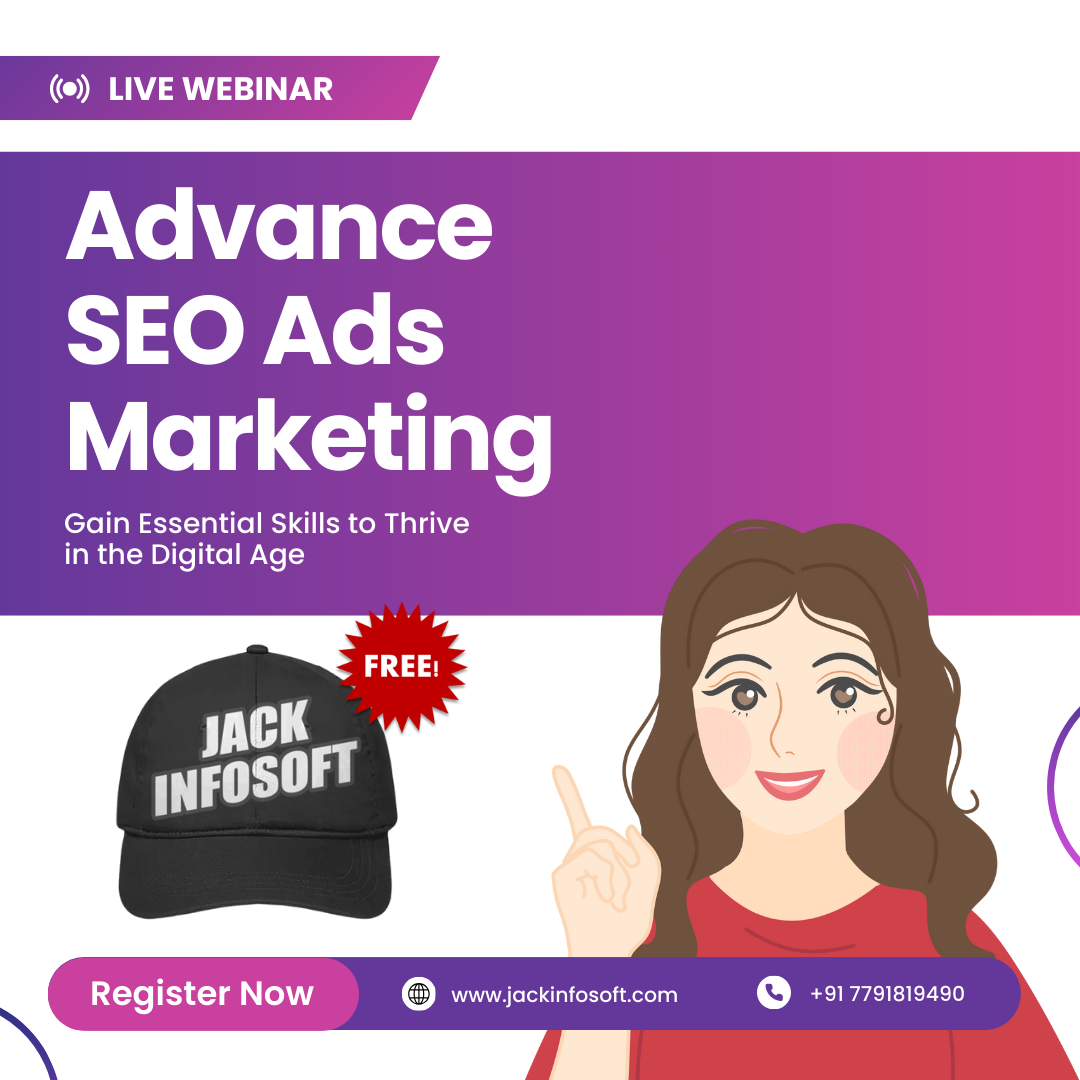 LIVE WEBINAR
Advance
SEO Ads
Marketing
Gain Essential Skills to Thrive
in the Digital Age
FREE!
JACK
INFOSOFT
Register Now
www.jackinfosoft.com
+91 7791819490